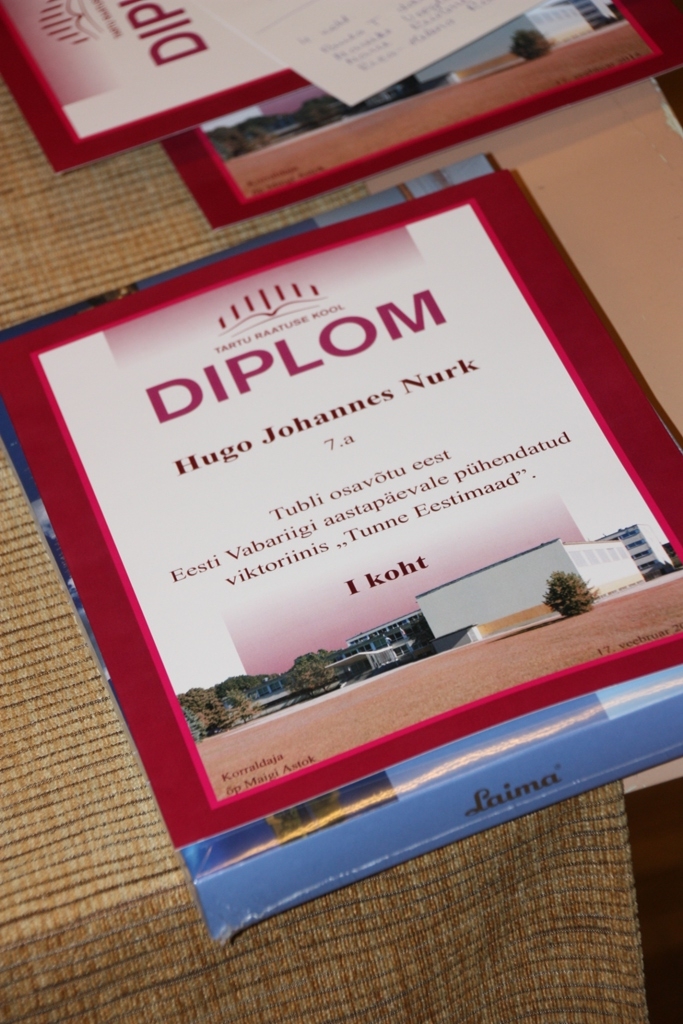 DIPL
TARTU RAATUSE KOOL
DIPLOM
Hugo Johannes Nurk
7.a
Tubli osavõtu eest
Eesti Vabariigi aastapäevale pühendatud
viktoriinis „Tunne Eestimaad”.
I koht
17. veebruar
Korraldaja
õp Maigi Astok
Laima